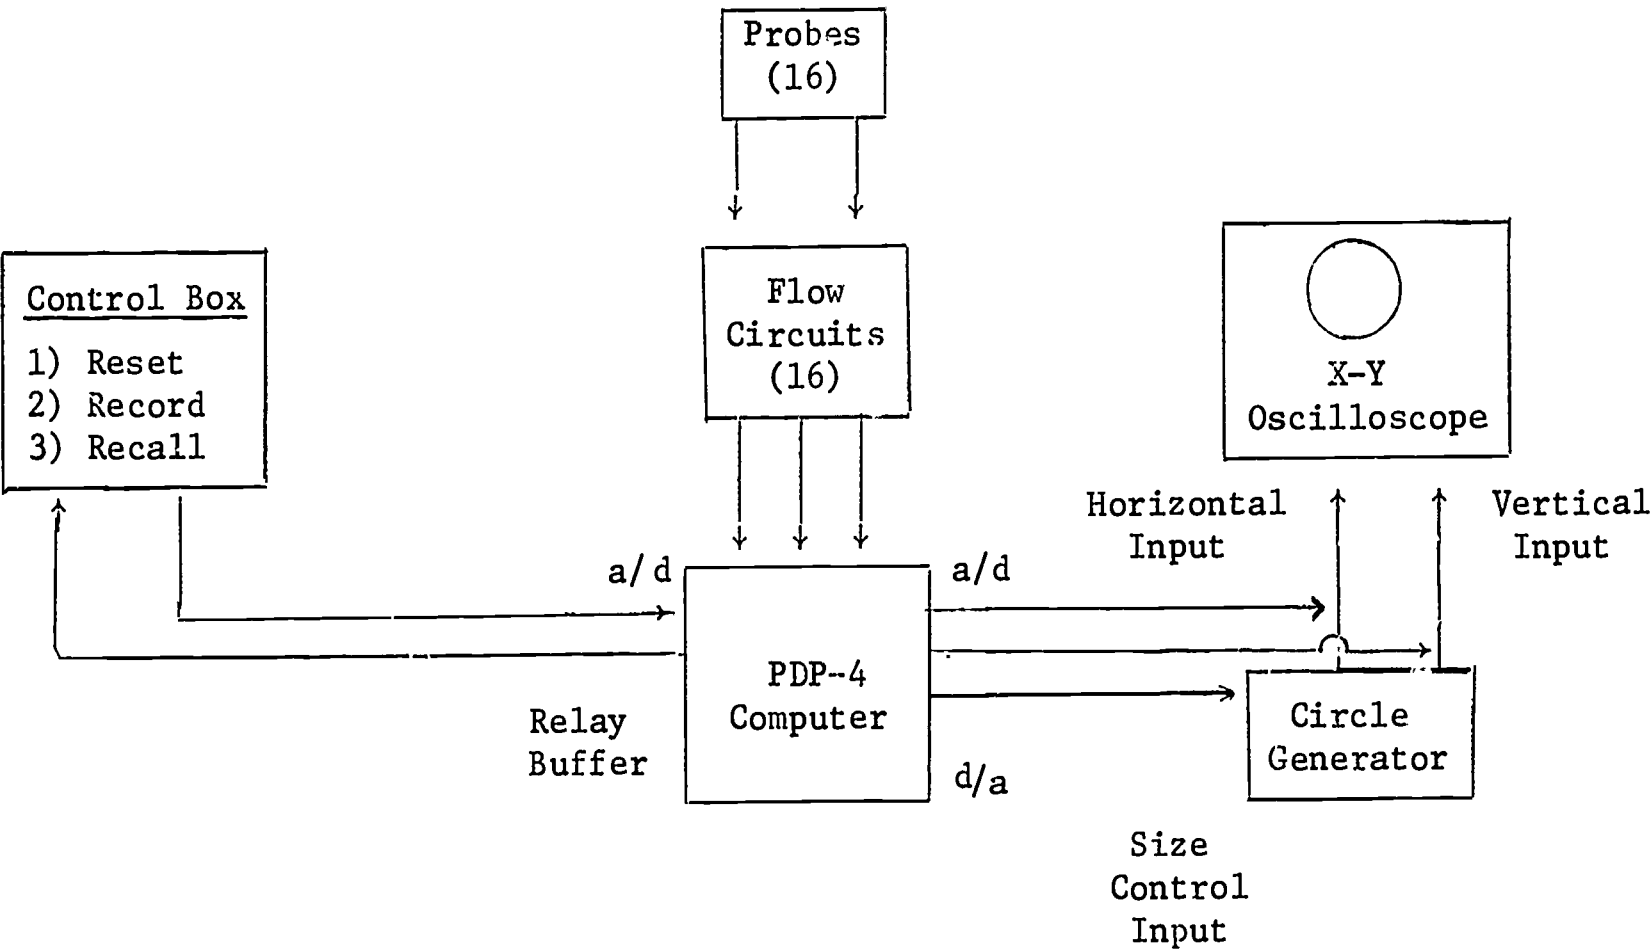 Probes
(16)
Control Box
1) Reset
2) Record
3) Recall
Flow
Circuits
(16)
X-Y
Oscilloscope
Horizontal
Input
Vertical
Input
a/d
a/d
PDP-4
Computer
Relay
Buffer
d/a
Circle
Generator
Size
Control
Input